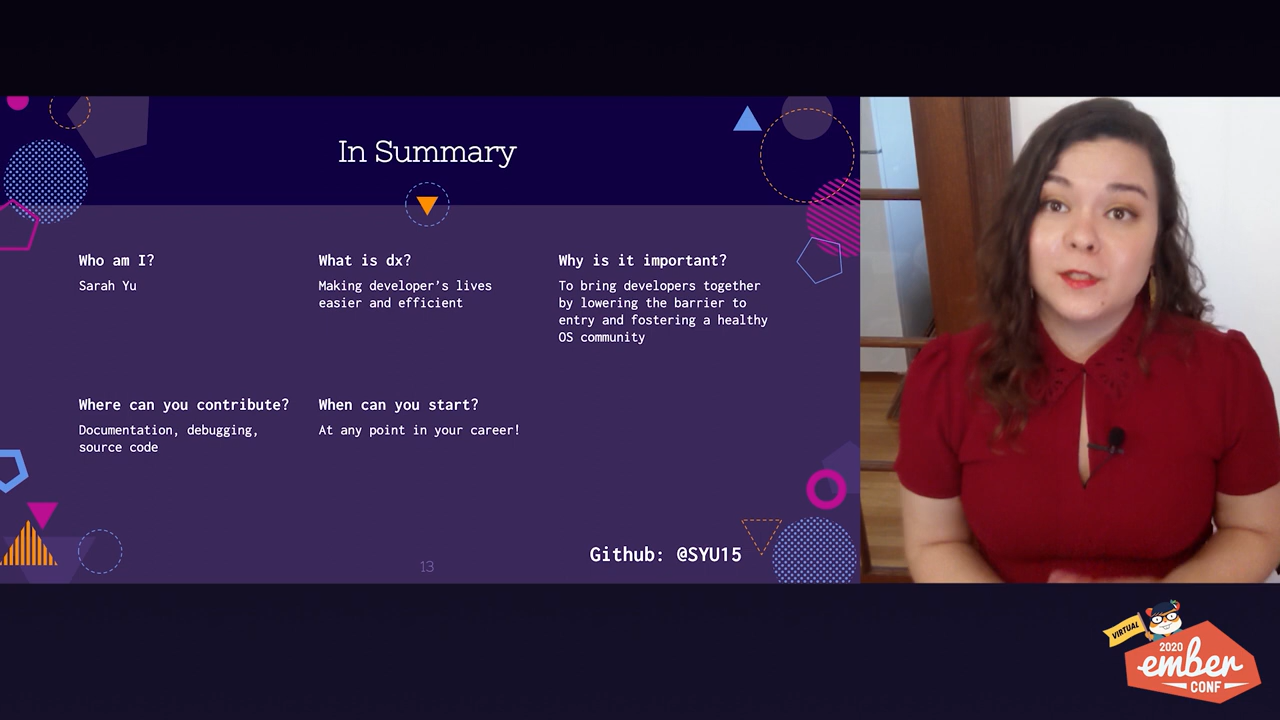 In Summary
Who am I?
Sarah Yu
What is dx?
Making developer's lives
easier and efficient
Why is it important?
To bring developers together
by lowering the barrier to
entry and fostering a healthy
OS community
Where can you contribute?
Documentation, debugging,
source code
When can you start?
At any point in your career!
Github: @SYU15
13
VIRTUAL
2020
ember
CONF